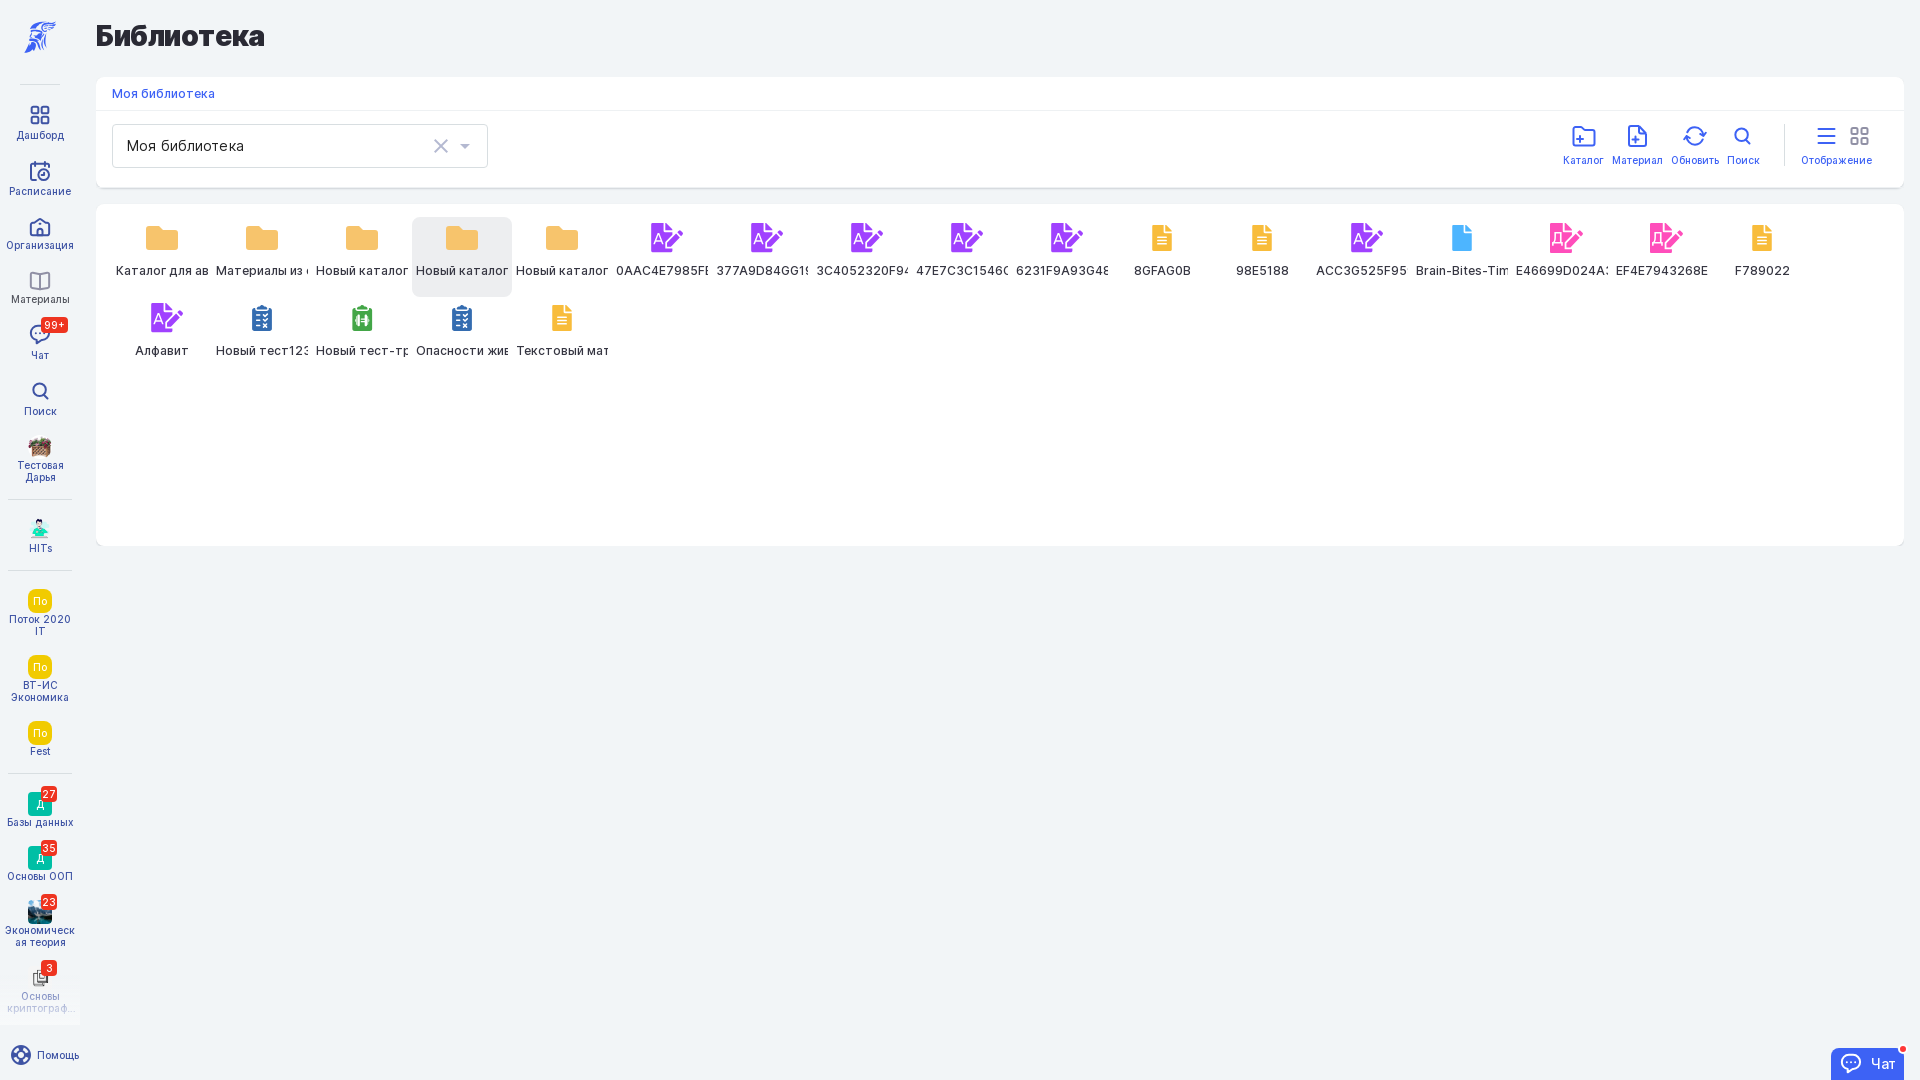 Библиотека
Моя библиотека
Моя библиотека
Каталог
Материал
Обновить
Поиск
Отображение
Дашборд
Расписание
Организация
Материалы
99+
Чат
Поиск
Тестовая
Дарья
HITs
По
Поток 2020
IT
По
ВТ-ИС
Экономика
По
Fest
27
Д
Базы данных
35
Д
Основы ООП
23
Экономическ
ая теория
3
Основы
криптограф...
Помощь
Каталог для ав
Материалы из
Новый каталог
Новый каталог
Новый каталог
0AAC4E7985FE
377A9D84GG19
3C4052320F94
47E7C3C1546C
6231F9A93G48
8GFAG0B
98E5188
ACC3G525F95
Brain-Bites-Tim
E46699D024A3
EF4E7943268E
F789022
Алфавит
Новый тест123
Новый тест-тр
Опасности жив
Текстовый мат
Чат